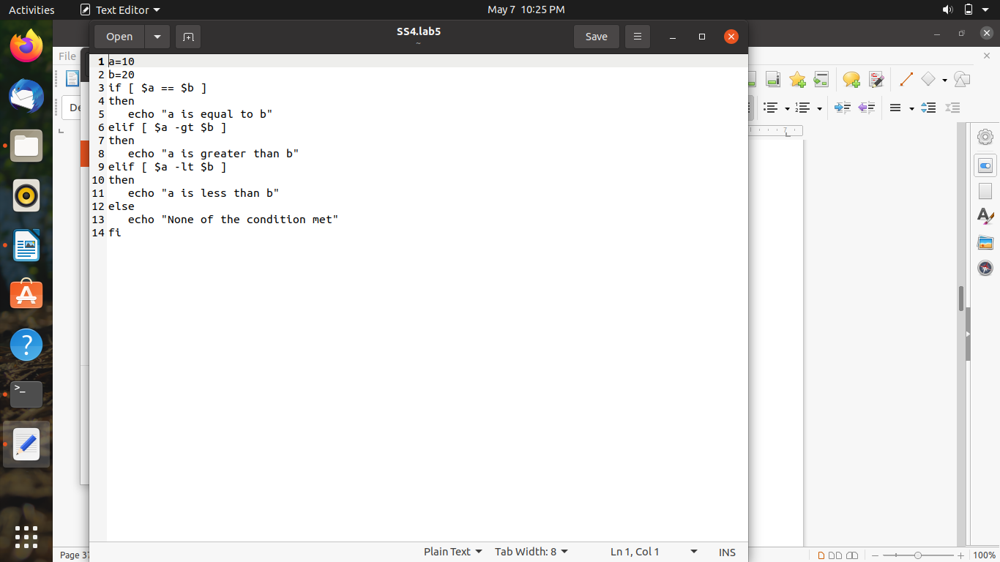 Activities Text Editor May 7 10:25 PM
Open SS4.lab5 Save
~
File
1 a=10
2 b=20
3 if [ $a == $b ]
4 then
5    echo "a is equal to b"
6 elif [ $a -gt $b ]
7 then
8    echo "a is greater than b"
9 elif [ $a -lt $b ]
10 then
11    echo "a is less than b"
12 else
13    echo "None of the condition met"
14 fi
De
7
Plain Text Tab Width: 8 Ln 1, Col 1 INS
Page 37 100%